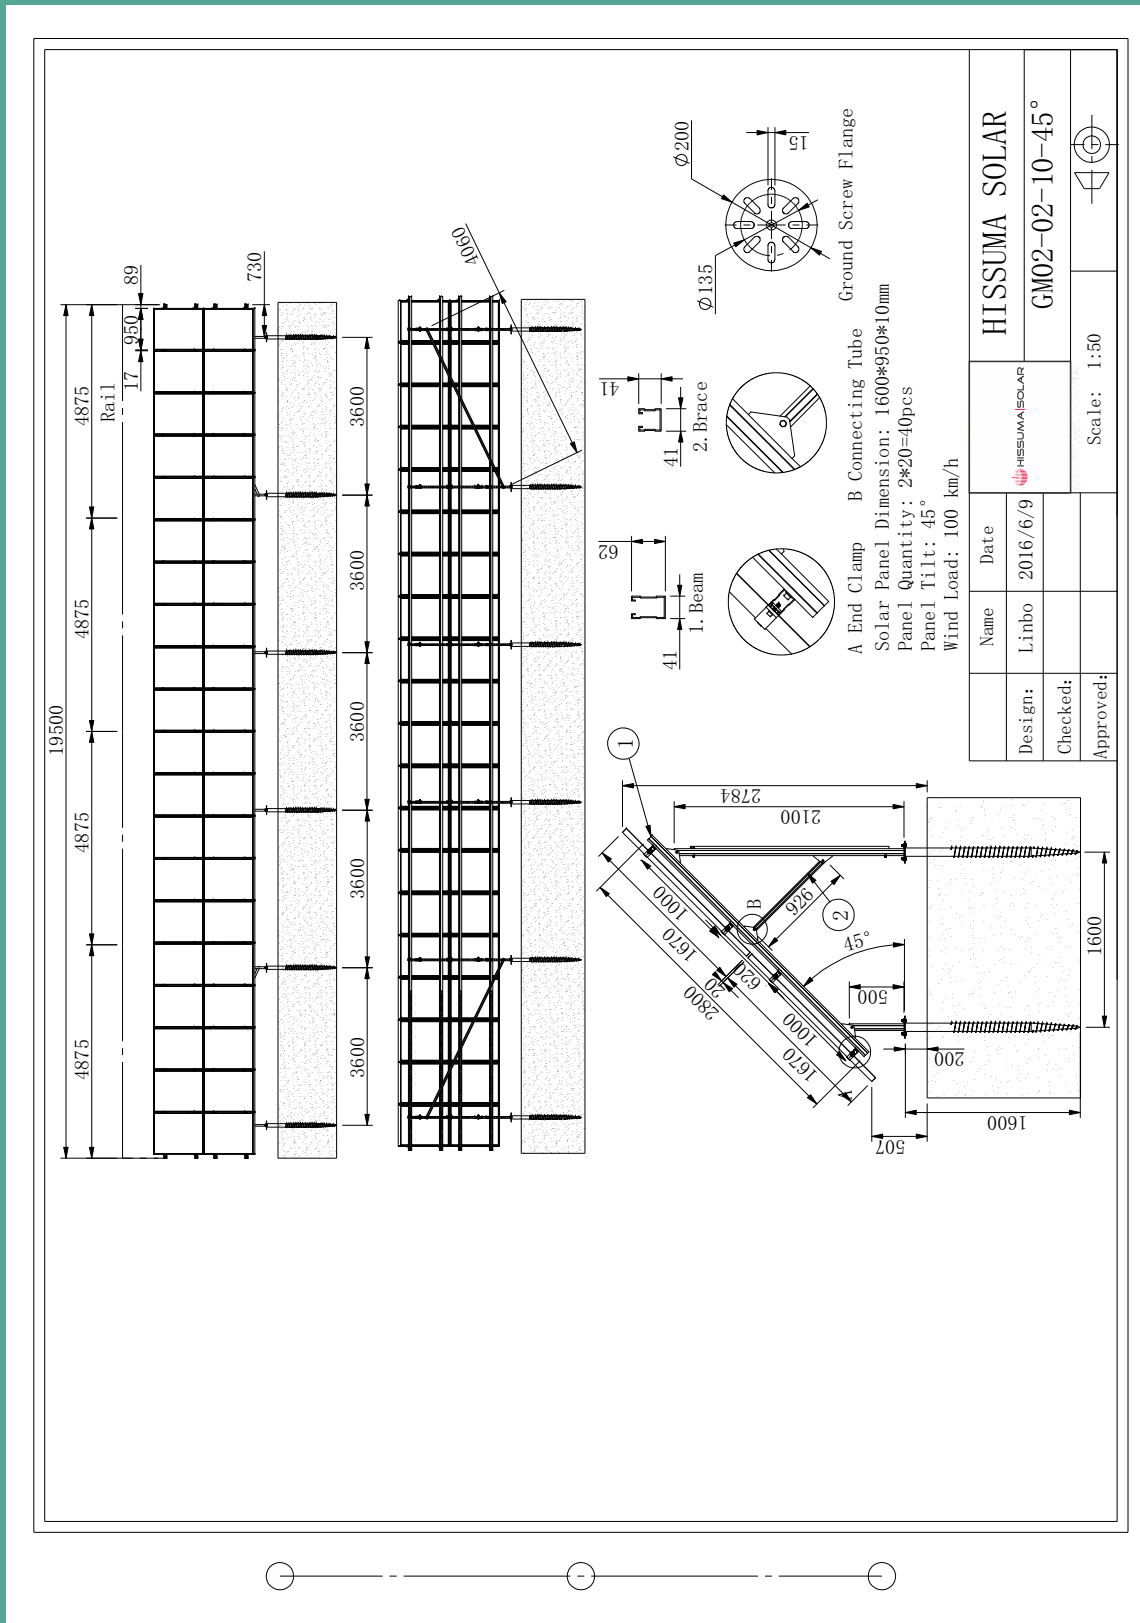 19500
4875
4875
4875
4875
Rail
17
950
89
730
3600
3600
3600
3600
3600
4060
1
2784
2100
1000
1670
2800
20
620
B
926
2
45°
1000
1670
A
500
200
507
1600
1600
62
41
1. Beam
41
41
2. Brace
Φ200
15
Φ135
Ground Screw Flange
A End Clamp
B Connecting Tube
Solar Panel Dimension: 1600*950*10mm
Panel Quantity: 2*20=40pcs
Panel Tilt: 45°
Wind Load: 100 km/h
Name
Date
HISSUMA SOLAR
Design:
Linbo
2016/6/9
HISSUMA|SOLAR
GM02-02-10-45°
Checked:
Approved:
Scale: 1:50